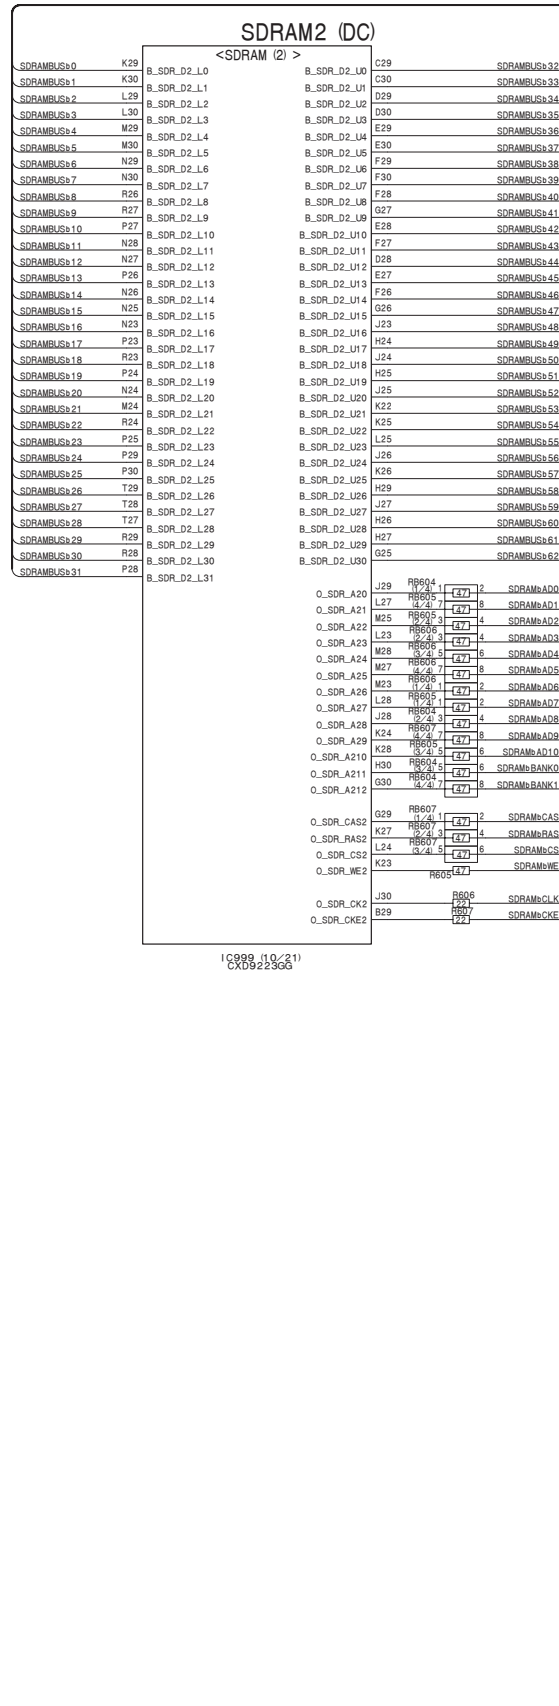 SDRAM2 (DC)
<SDRAM (2) >
SDRAMBUSb0 K29 B_SDR_D2_L0 B_SDR_D2_U0 C29 SDRAMBUSb32
SDRAMBUSb1 K30 B_SDR_D2_L1 B_SDR_D2_U1 C30 SDRAMBUSb33
SDRAMBUSb2 L29 B_SDR_D2_L2 B_SDR_D2_U2 D29 SDRAMBUSb34
SDRAMBUSb3 L30 B_SDR_D2_L3 B_SDR_D2_U3 D30 SDRAMBUSb35
SDRAMBUSb4 M29 B_SDR_D2_L4 B_SDR_D2_U4 E29 SDRAMBUSb36
SDRAMBUSb5 M30 B_SDR_D2_L5 B_SDR_D2_U5 E30 SDRAMBUSb37
SDRAMBUSb6 N29 B_SDR_D2_L6 B_SDR_D2_U6 F29 SDRAMBUSb38
SDRAMBUSb7 N30 B_SDR_D2_L7 B_SDR_D2_U7 F30 SDRAMBUSb39
SDRAMBUSb8 R26 B_SDR_D2_L8 B_SDR_D2_U8 F28 SDRAMBUSb40
SDRAMBUSb9 R27 B_SDR_D2_L9 B_SDR_D2_U9 G27 SDRAMBUSb41
SDRAMBUSb10 P27 B_SDR_D2_L10 B_SDR_D2_U10 E28 SDRAMBUSb42
SDRAMBUSb11 N28 B_SDR_D2_L11 B_SDR_D2_U11 F27 SDRAMBUSb43
SDRAMBUSb12 N27 B_SDR_D2_L12 B_SDR_D2_U12 D28 SDRAMBUSb44
SDRAMBUSb13 P26 B_SDR_D2_L13 B_SDR_D2_U13 E27 SDRAMBUSb45
SDRAMBUSb14 N26 B_SDR_D2_L14 B_SDR_D2_U14 F26 SDRAMBUSb46
SDRAMBUSb15 N25 B_SDR_D2_L15 B_SDR_D2_U15 G26 SDRAMBUSb47
SDRAMBUSb16 N23 B_SDR_D2_L16 B_SDR_D2_U16 J23 SDRAMBUSb48
SDRAMBUSb17 P23 B_SDR_D2_L17 B_SDR_D2_U17 H24 SDRAMBUSb49
SDRAMBUSb18 R23 B_SDR_D2_L18 B_SDR_D2_U18 J24 SDRAMBUSb50
SDRAMBUSb19 P24 B_SDR_D2_L19 B_SDR_D2_U19 H25 SDRAMBUSb51
SDRAMBUSb20 N24 B_SDR_D2_L20 B_SDR_D2_U20 J25 SDRAMBUSb52
SDRAMBUSb21 M24 B_SDR_D2_L21 B_SDR_D2_U21 K22 SDRAMBUSb53
SDRAMBUSb22 R24 B_SDR_D2_L22 B_SDR_D2_U22 K25 SDRAMBUSb54
SDRAMBUSb23 P25 B_SDR_D2_L23 B_SDR_D2_U23 L25 SDRAMBUSb55
SDRAMBUSb24 P29 B_SDR_D2_L24 B_SDR_D2_U24 J26 SDRAMBUSb56
SDRAMBUSb25 P30 B_SDR_D2_L25 B_SDR_D2_U25 K26 SDRAMBUSb57
SDRAMBUSb26 T29 B_SDR_D2_L26 B_SDR_D2_U26 H29 SDRAMBUSb58
SDRAMBUSb27 T28 B_SDR_D2_L27 B_SDR_D2_U27 J27 SDRAMBUSb59
SDRAMBUSb28 T27 B_SDR_D2_L28 B_SDR_D2_U28 H26 SDRAMBUSb60
SDRAMBUSb29 R29 B_SDR_D2_L29 B_SDR_D2_U29 H27 SDRAMBUSb61
SDRAMBUSb30 R28 B_SDR_D2_L30 B_SDR_D2_U30 G25 SDRAMBUSb62
SDRAMBUSb31 P28 B_SDR_D2_L31
O_SDR_A20 J29 RB604 (1/4) 1 47 2 SDRAMbAD0
O_SDR_A21 L27 RB605 (4/4) 7 47 8 SDRAMbAD1
O_SDR_A22 M25 RB605 (2/4) 3 47 4 SDRAMbAD2
O_SDR_A23 L23 RB606 (2/4) 3 47 4 SDRAMbAD3
O_SDR_A24 M28 RB606 (3/4) 5 47 6 SDRAMbAD4
O_SDR_A25 M27 RB606 (4/4) 7 47 8 SDRAMbAD5
O_SDR_A26 M23 RB606 (1/4) 1 47 2 SDRAMbAD6
O_SDR_A27 L28 RB605 (1/4) 1 47 2 SDRAMbAD7
O_SDR_A28 J28 RB604 (2/4) 3 47 4 SDRAMbAD8
O_SDR_A29 K24 RB607 (4/4) 7 47 8 SDRAMbAD9
O_SDR_A210 K28 RB605 (3/4) 5 47 6 SDRAMbAD10
O_SDR_A211 H30 RB604 (3/4) 5 47 6 SDRAMbBANK0
O_SDR_A212 G30 RB604 (4/4) 7 47 8 SDRAMbBANK1
O_SDR_CAS2 G29 RB607 (1/4) 1 47 2 SDRAMbCAS
O_SDR_RAS2 K27 RB607 (2/4) 3 47 4 SDRAMbRAS
O_SDR_CS2 L24 RB607 (3/4) 5 47 6 SDRAMbCS
O_SDR_WE2 K23 R605 47 SDRAMbWE
O_SDR_CK2 J30 R606 22 SDRAMbCLK
O_SDR_CKE2 B29 R607 22 SDRAMbCKE
IC999 (10/21)
CXD9223GG